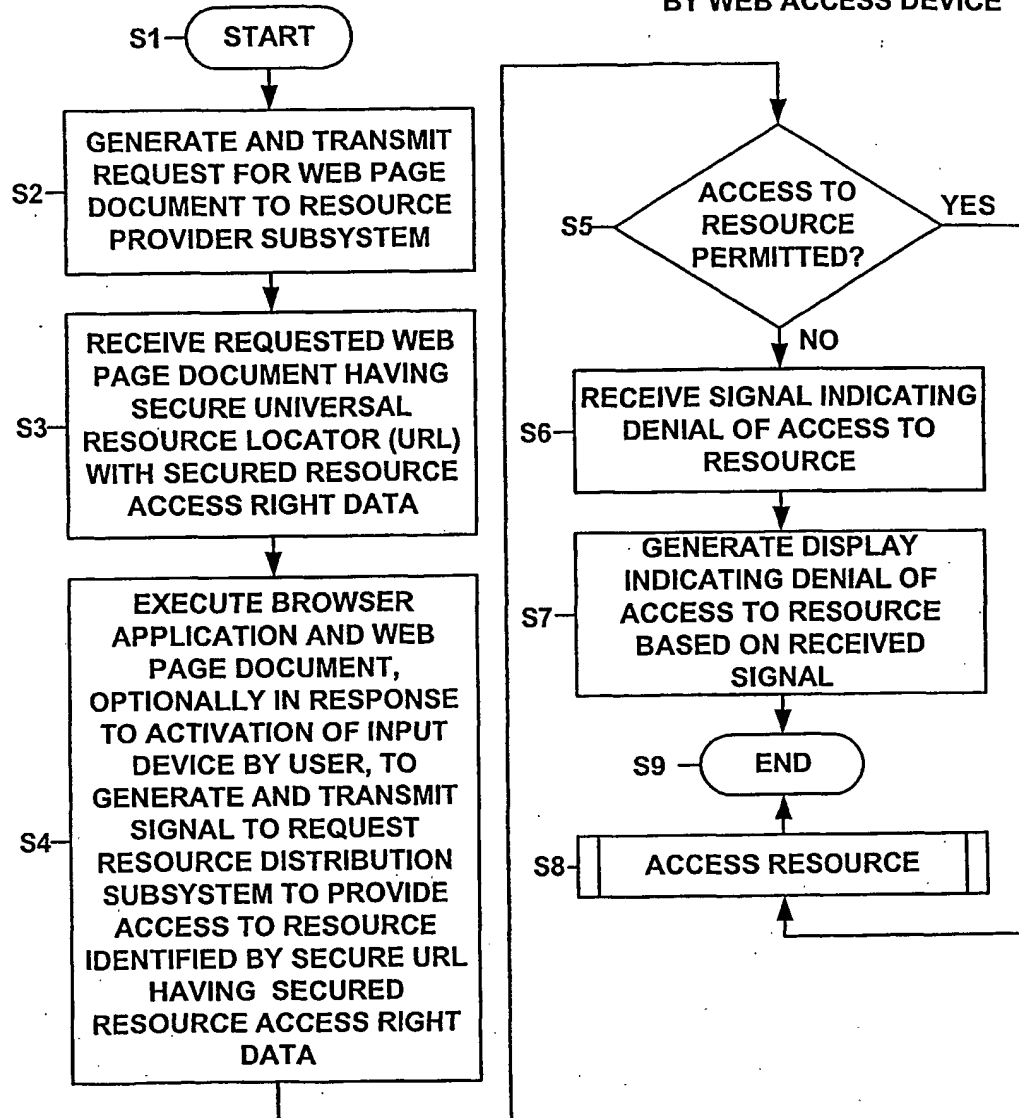 BY WEB ACCESS DEVICE
S1
START
S2
GENERATE AND TRANSMIT
REQUEST FOR WEB PAGE
DOCUMENT TO RESOURCE
PROVIDER SUBSYSTEM
S3
RECEIVE REQUESTED WEB
PAGE DOCUMENT HAVING
SECURE UNIVERSAL
RESOURCE LOCATOR (URL)
WITH SECURED RESOURCE
ACCESS RIGHT DATA
S4
EXECUTE BROWSER
APPLICATION AND WEB
PAGE DOCUMENT,
OPTIONALLY IN RESPONSE
TO ACTIVATION OF INPUT
DEVICE BY USER, TO
GENERATE AND TRANSMIT
SIGNAL TO REQUEST
RESOURCE DISTRIBUTION
SUBSYSTEM TO PROVIDE
ACCESS TO RESOURCE
IDENTIFIED BY SECURE URL
HAVING SECURED
RESOURCE ACCESS RIGHT
DATA
S5
ACCESS TO
RESOURCE
PERMITTED?
YES
NO
S6
RECEIVE SIGNAL INDICATING
DENIAL OF ACCESS TO
RESOURCE
S7
GENERATE DISPLAY
INDICATING DENIAL OF
ACCESS TO RESOURCE
BASED ON RECEIVED
SIGNAL
S9
END
S8
ACCESS RESOURCE